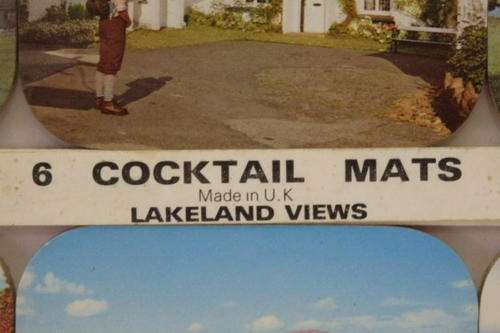 6 COCKTAIL MATS
Made in U.K
LAKELAND VIEWS